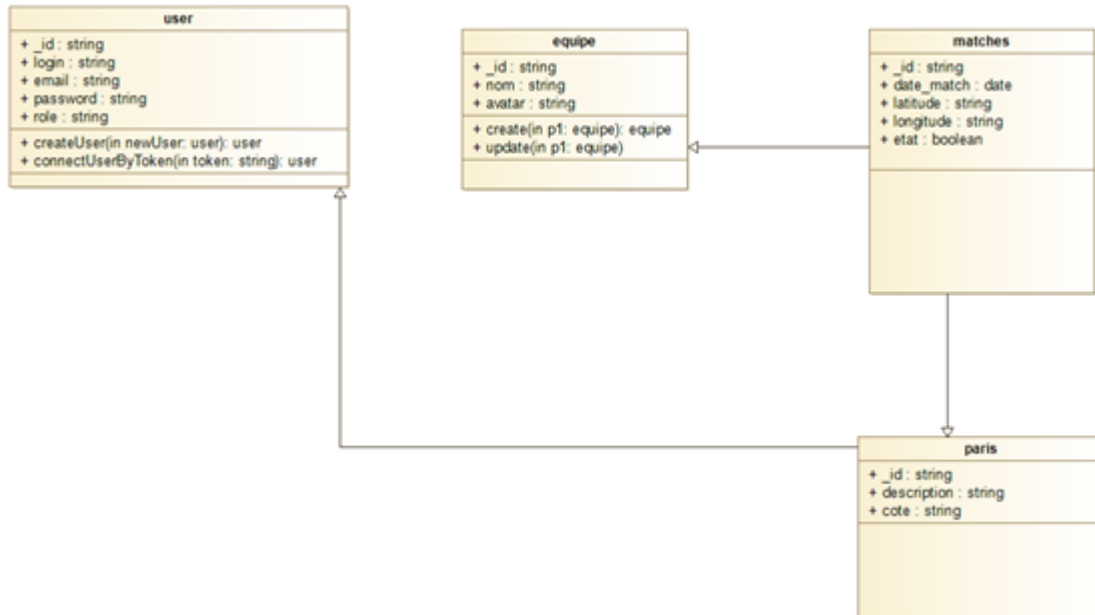 user
+ _id : string
+ login : string
+ email : string
+ password : string
+ role : string
+ createUser(in newUser: user): user
+ connectUserByToken(in token: string): user
equipe
+ _id : string
+ nom : string
+ avatar : string
+ create(in p1: equipe): equipe
+ update(in p1: equipe)
matches
+ _id : string
+ date_match : date
+ latitude : string
+ longitude : string
+ etat : boolean
paris
+ _id : string
+ description : string
+ cote : string